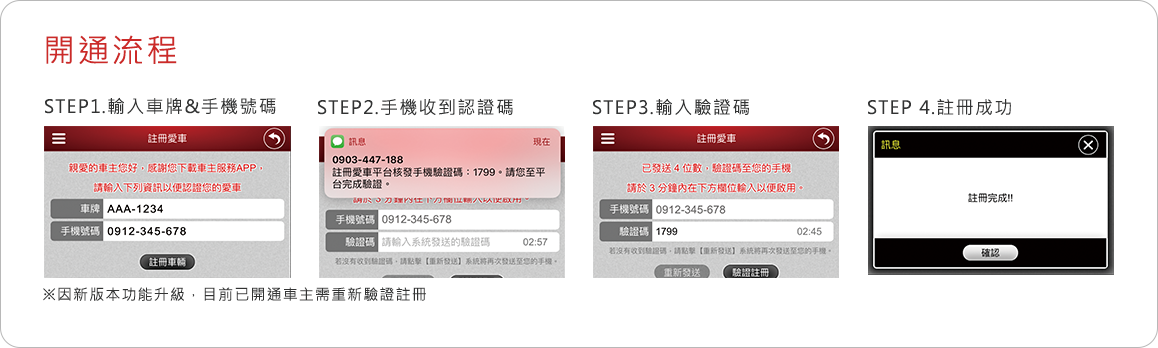 開通流程
STEP1.輸入車牌&手機號碼
註冊愛車
親愛的車主您好，感謝您下載車主服務APP，
請輸入下列資訊以便認證您的愛車
車牌 AAA-1234
手機號碼 0912-345-678
註冊車輛
STEP2.手機收到認證碼
訊息 現在
0903-447-188
註冊愛車平台核發手機驗證碼：1799。請您至平
台完成驗證。
請於 3 分鐘內在下方欄位輸入以便啟用。
手機號碼 0912-345-678
驗證碼 請輸入系統發送的驗證碼 02:57
若沒有收到驗證碼，請點擊【重新發送】系統將再次發送至您的手機。
STEP3.輸入驗證碼
註冊愛車
已發送 4 位數，驗證碼至您的手機
請於 3 分鐘內在下方欄位輸入以便啟用。
手機號碼 0912-345-678
驗證碼 1799 02:45
若沒有收到驗證碼，請點擊【重新發送】系統將再次發送至您的手機。
重新發送 驗證註冊
STEP 4.註冊成功
訊息
註冊完成!!
確認
※因新版本功能升級，目前已開通車主需重新驗證註冊